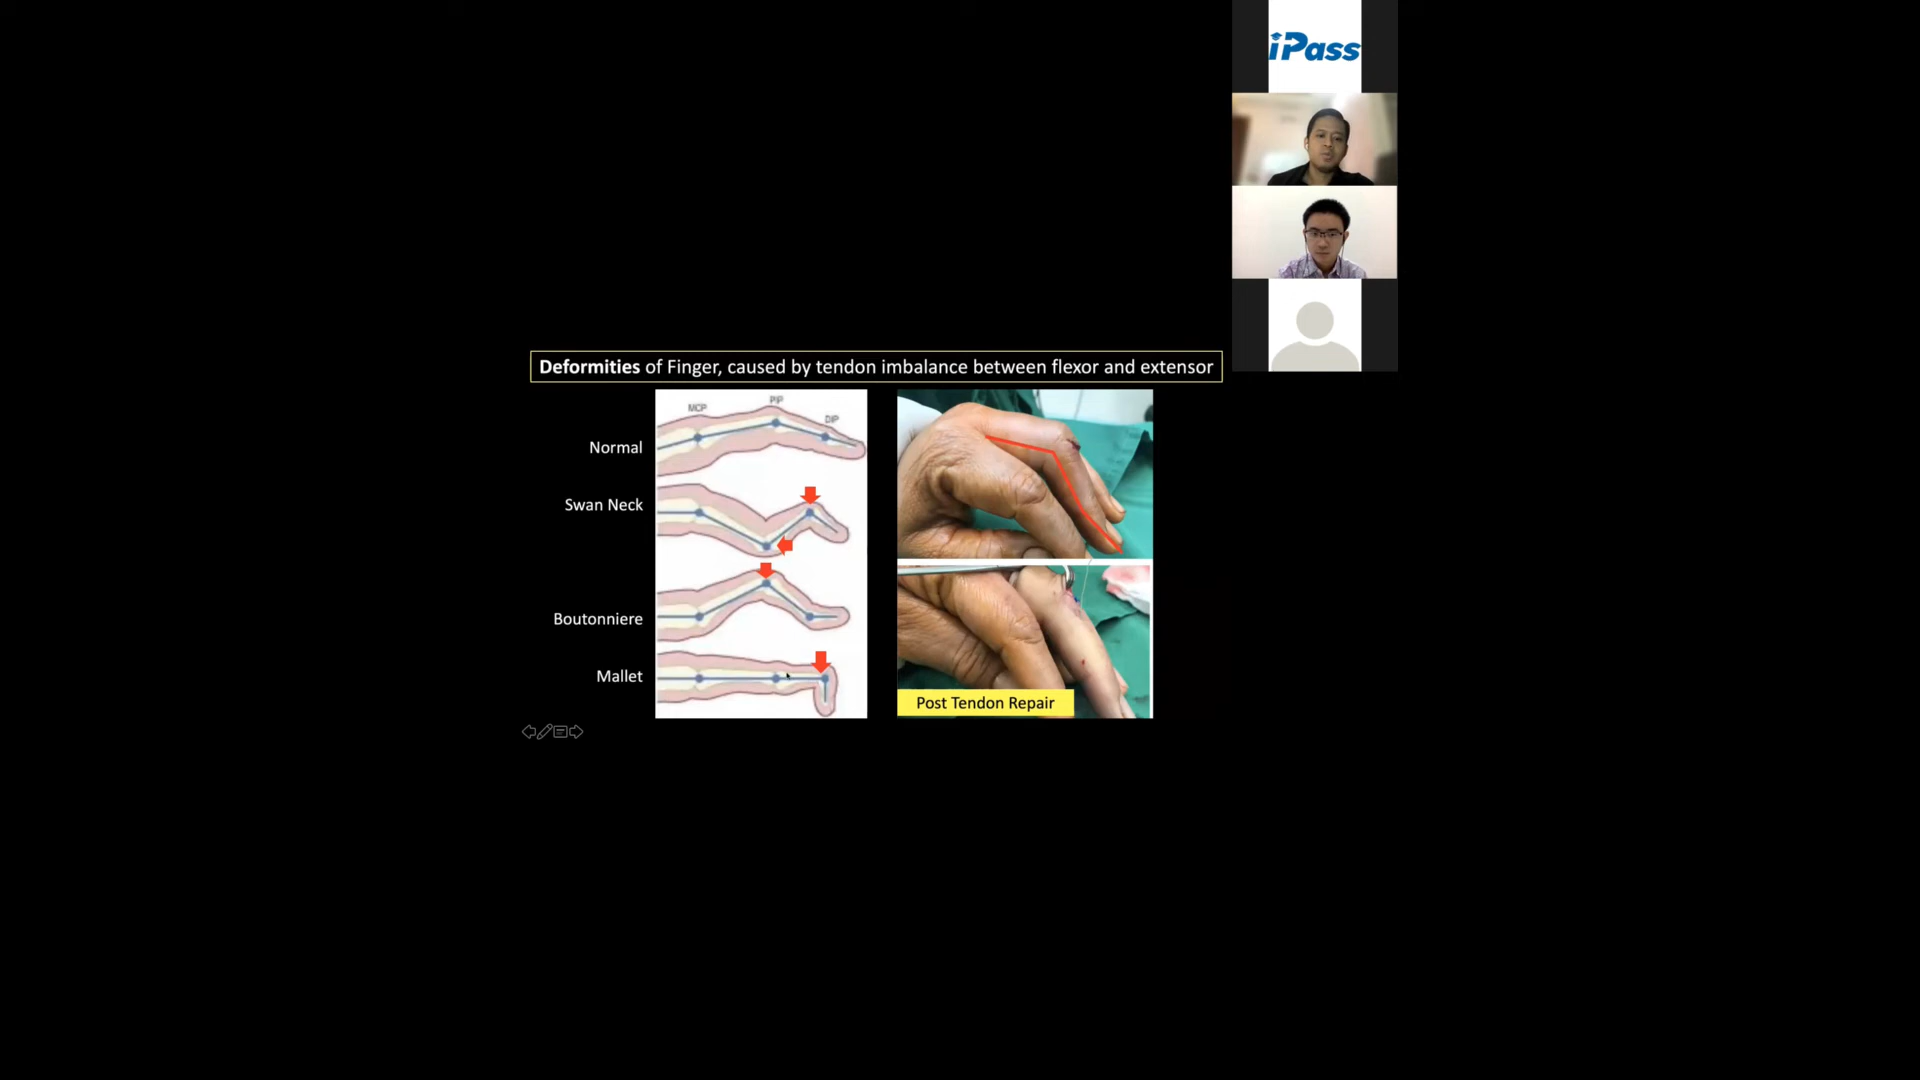 iPass
Deformities of Finger, caused by tendon imbalance between flexor and extensor
MCP
PIP
DIP
Normal
Swan Neck
Boutonniere
Mallet
Post Tendon Repair